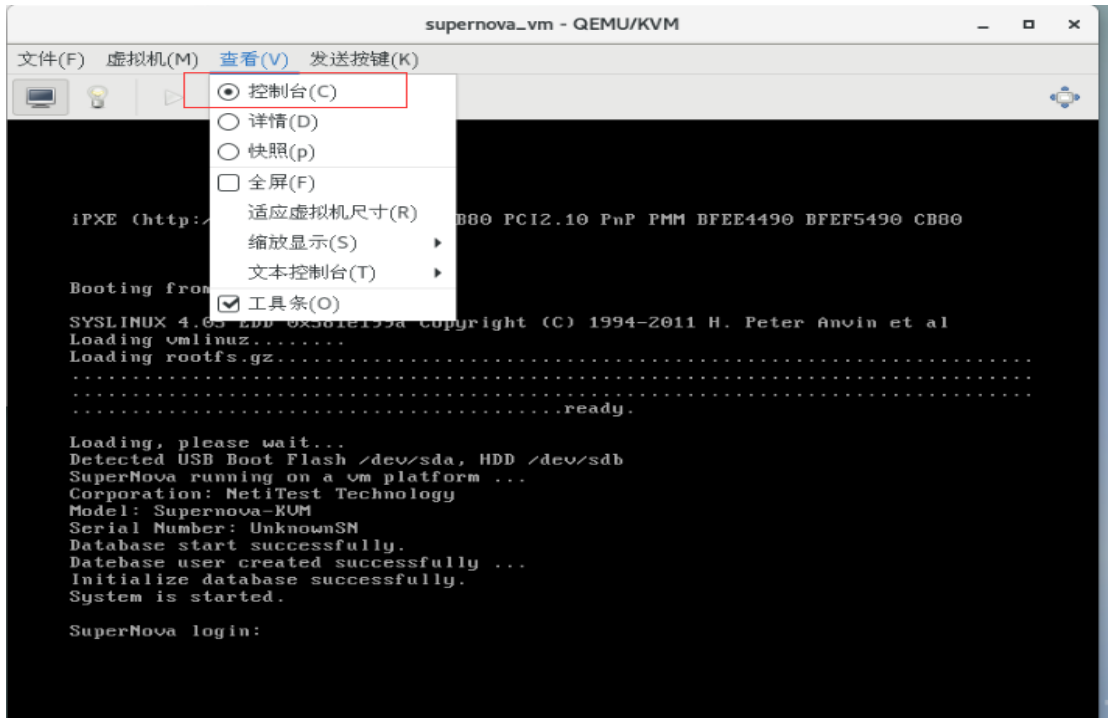 supernova_vm - QEMU/KVM
文件(F) 虚拟机(M) 查看(V) 发送按键(K)
控制台(C)
详情(D)
快照(p)
全屏(F)
适应虚拟机尺寸(R)
缩放显示(S)
文本控制台(T)
工具条(O)
iPXE (http:/ B80 PCI2.10 PnP PMM BFEE4490 BFEF5490 CB80
Booting from
SYSLINUX 4.05 EDD Copyright (C) 1994-2011 H. Peter Anvin et al
Loading vmlinuz........
Loading rootfs.gz...............................................................
................................................................................
................................................................................
.........................................ready.
Loading, please wait...
Detected USB Boot Flash /dev/sda, HDD /dev/sdb
SuperNova running on a vm platform ...
Corporation: NetiTest Technology
Model: Supernova-KVM
Serial Number: UnknownSN
Database start successfully.
Datebase user created successfully ...
Initialize database successfully.
System is started.
SuperNova login: